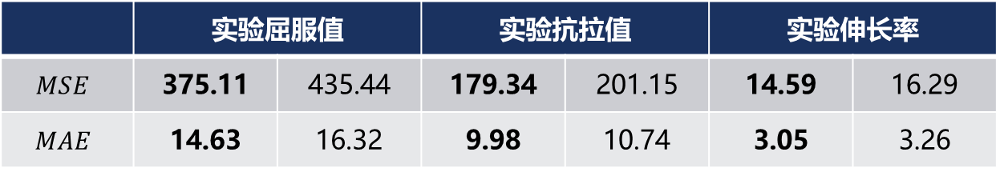 实验屈服值 实验抗拉值 实验伸长率
MSE 375.11 435.44 179.34 201.15 14.59 16.29
MAE 14.63 16.32 9.98 10.74 3.05 3.26